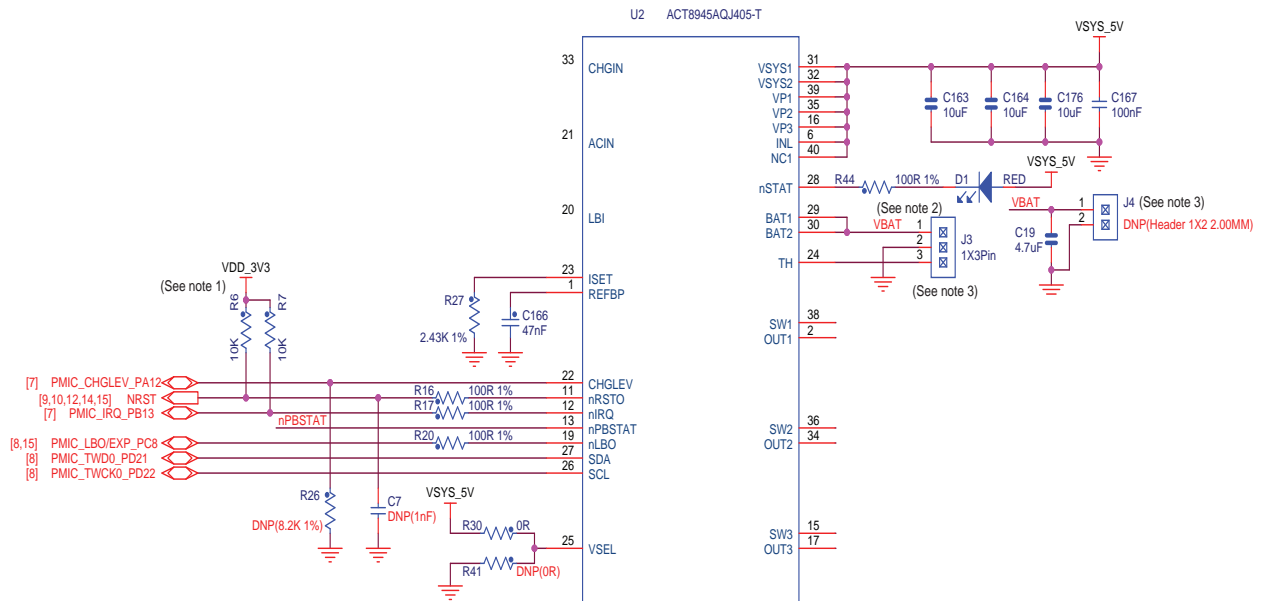 U2 ACT8945AQJ405-T
VSYS_5V
33 CHGIN
VSYS1 31
VSYS2 32
VP1 39
VP2 35
VP3 16
INL 6
NC1 40
C163
10uF
C164
10uF
C176
10uF
C167
100nF
21 ACIN
VSYS_5V
nSTAT 28
R44 100R 1% D1 RED
20 LBI
BAT1 29
BAT2 30
(See note 2)
VBAT
1
2
3
J3
1X3Pin
(See note 3)
TH 24
VBAT
C19
4.7uF
1
2
J4 (See note 3)
DNP(Header 1X2 2.00MM)
VDD_3V3
(See note 1)
R6
10K
R7
10K
23 ISET
1 REFBP
R27
2.43K 1%
C166
47nF
SW1 38
OUT1 2
[7] PMIC_CHGLEV_PA12
22 CHGLEV
[9,10,12,14,15] NRST
R16 100R 1%
11 nRSTO
[7] PMIC_IRQ_PB13
R17 100R 1%
12 nIRQ
nPBSTAT
13 nPBSTAT
[8,15] PMIC_LBO/EXP_PC8
R20 100R 1%
19 nLBO
[8] PMIC_TWD0_PD21
27 SDA
[8] PMIC_TWCK0_PD22
26 SCL
SW2 36
OUT2 34
R26
DNP(8.2K 1%)
C7
DNP(1nF)
VSYS_5V
R30 0R
R41 DNP(0R)
25 VSEL
SW3 15
OUT3 17